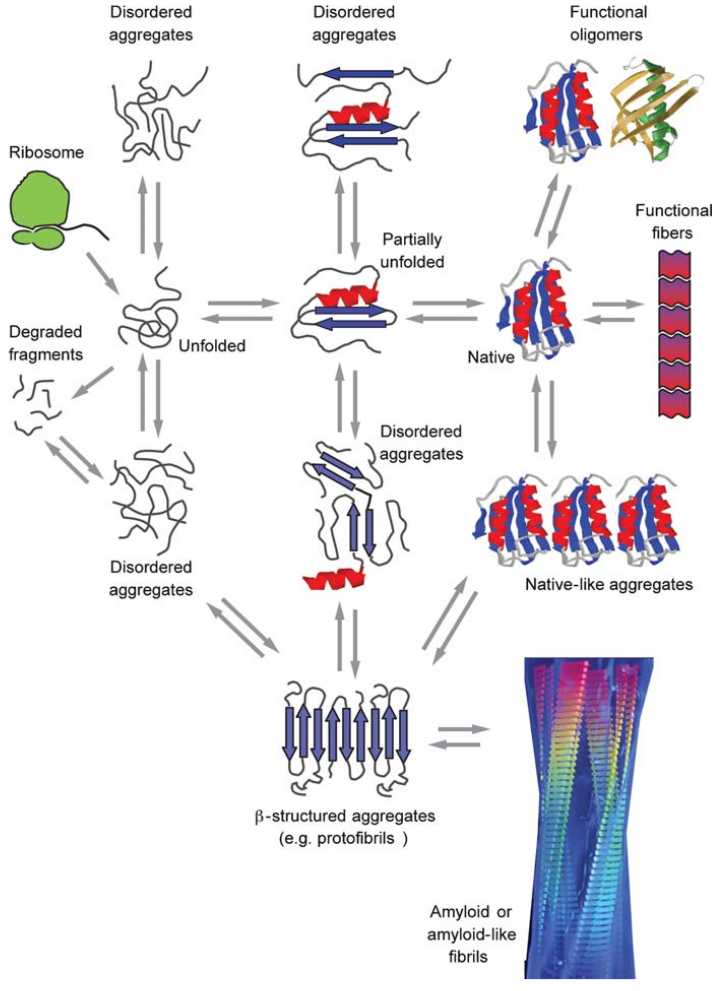 Disordered
aggregates
Disordered
aggregates
Functional
oligomers
Ribosome
Functional
fibers
Partially
unfolded
Unfolded
Native
Degraded
fragments
Disordered
aggregates
Disordered
aggregates
Native-like aggregates
β-structured aggregates
(e.g. protofibrils )
Amyloid or
amyloid-like
fibrils